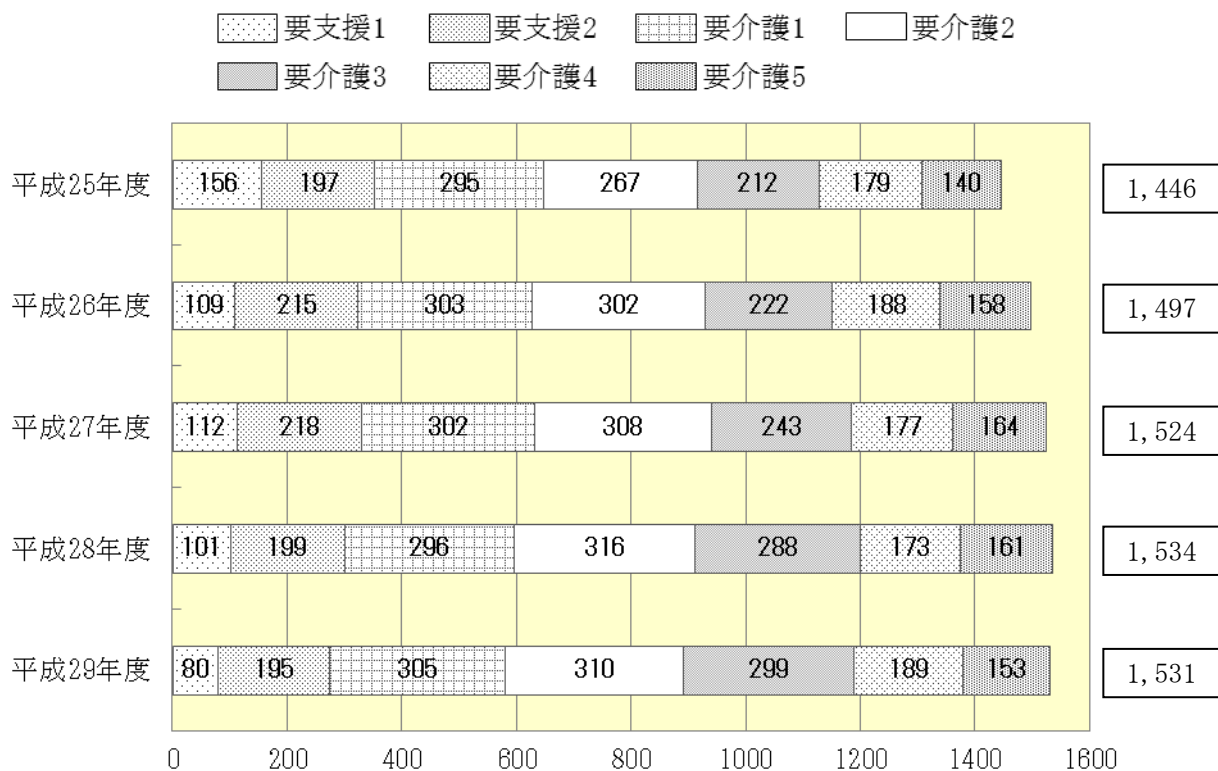 要支援1 要支援2 要介護1 要介護2
要介護3 要介護4 要介護5
平成25年度 156 197 295 267 212 179 140 1,446
平成26年度 109 215 303 302 222 188 158 1,497
平成27年度 112 218 302 308 243 177 164 1,524
平成28年度 101 199 296 316 288 173 161 1,534
平成29年度 80 195 305 310 299 189 153 1,531
0 200 400 600 800 1000 1200 1400 1600